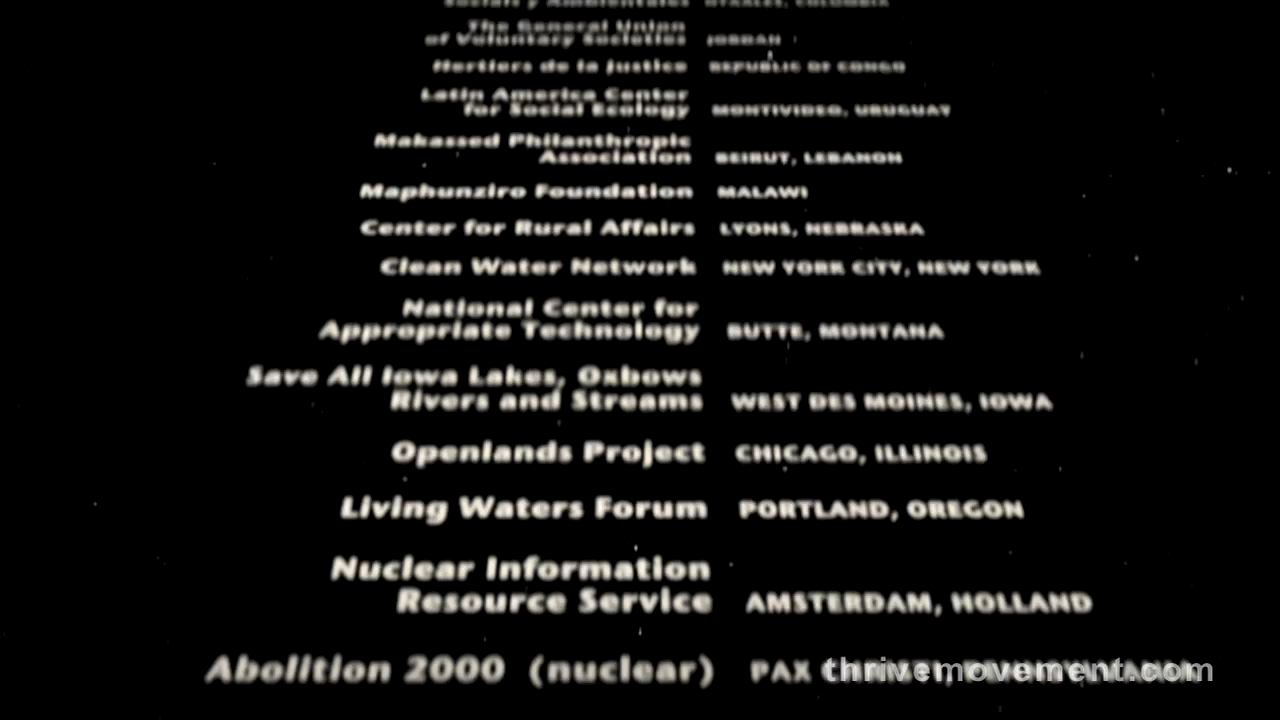 The General Union
of Voluntary Societies JORDAN
Heritiers de la Justice REPUBLIC OF CONGO
Latin America Center
for Social Ecology MONTIVIDEO, URUGUAY
Makassed Philanthropic
Association BEIRUT, LEBANON
Maphunziro Foundation MALAWI
Center for Rural Affairs LYONS, NEBRASKA
Clean Water Network NEW YORK CITY, NEW YORK
National Center for
Appropriate Technology BUTTE, MONTANA
Save All Iowa Lakes, Oxbows
Rivers and Streams WEST DES MOINES, IOWA
Openlands Project CHICAGO, ILLINOIS
Living Waters Forum PORTLAND, OREGON
Nuclear Information
Resource Service AMSTERDAM, HOLLAND
Abolition 2000 (nuclear) PAX
thrivemovement.com